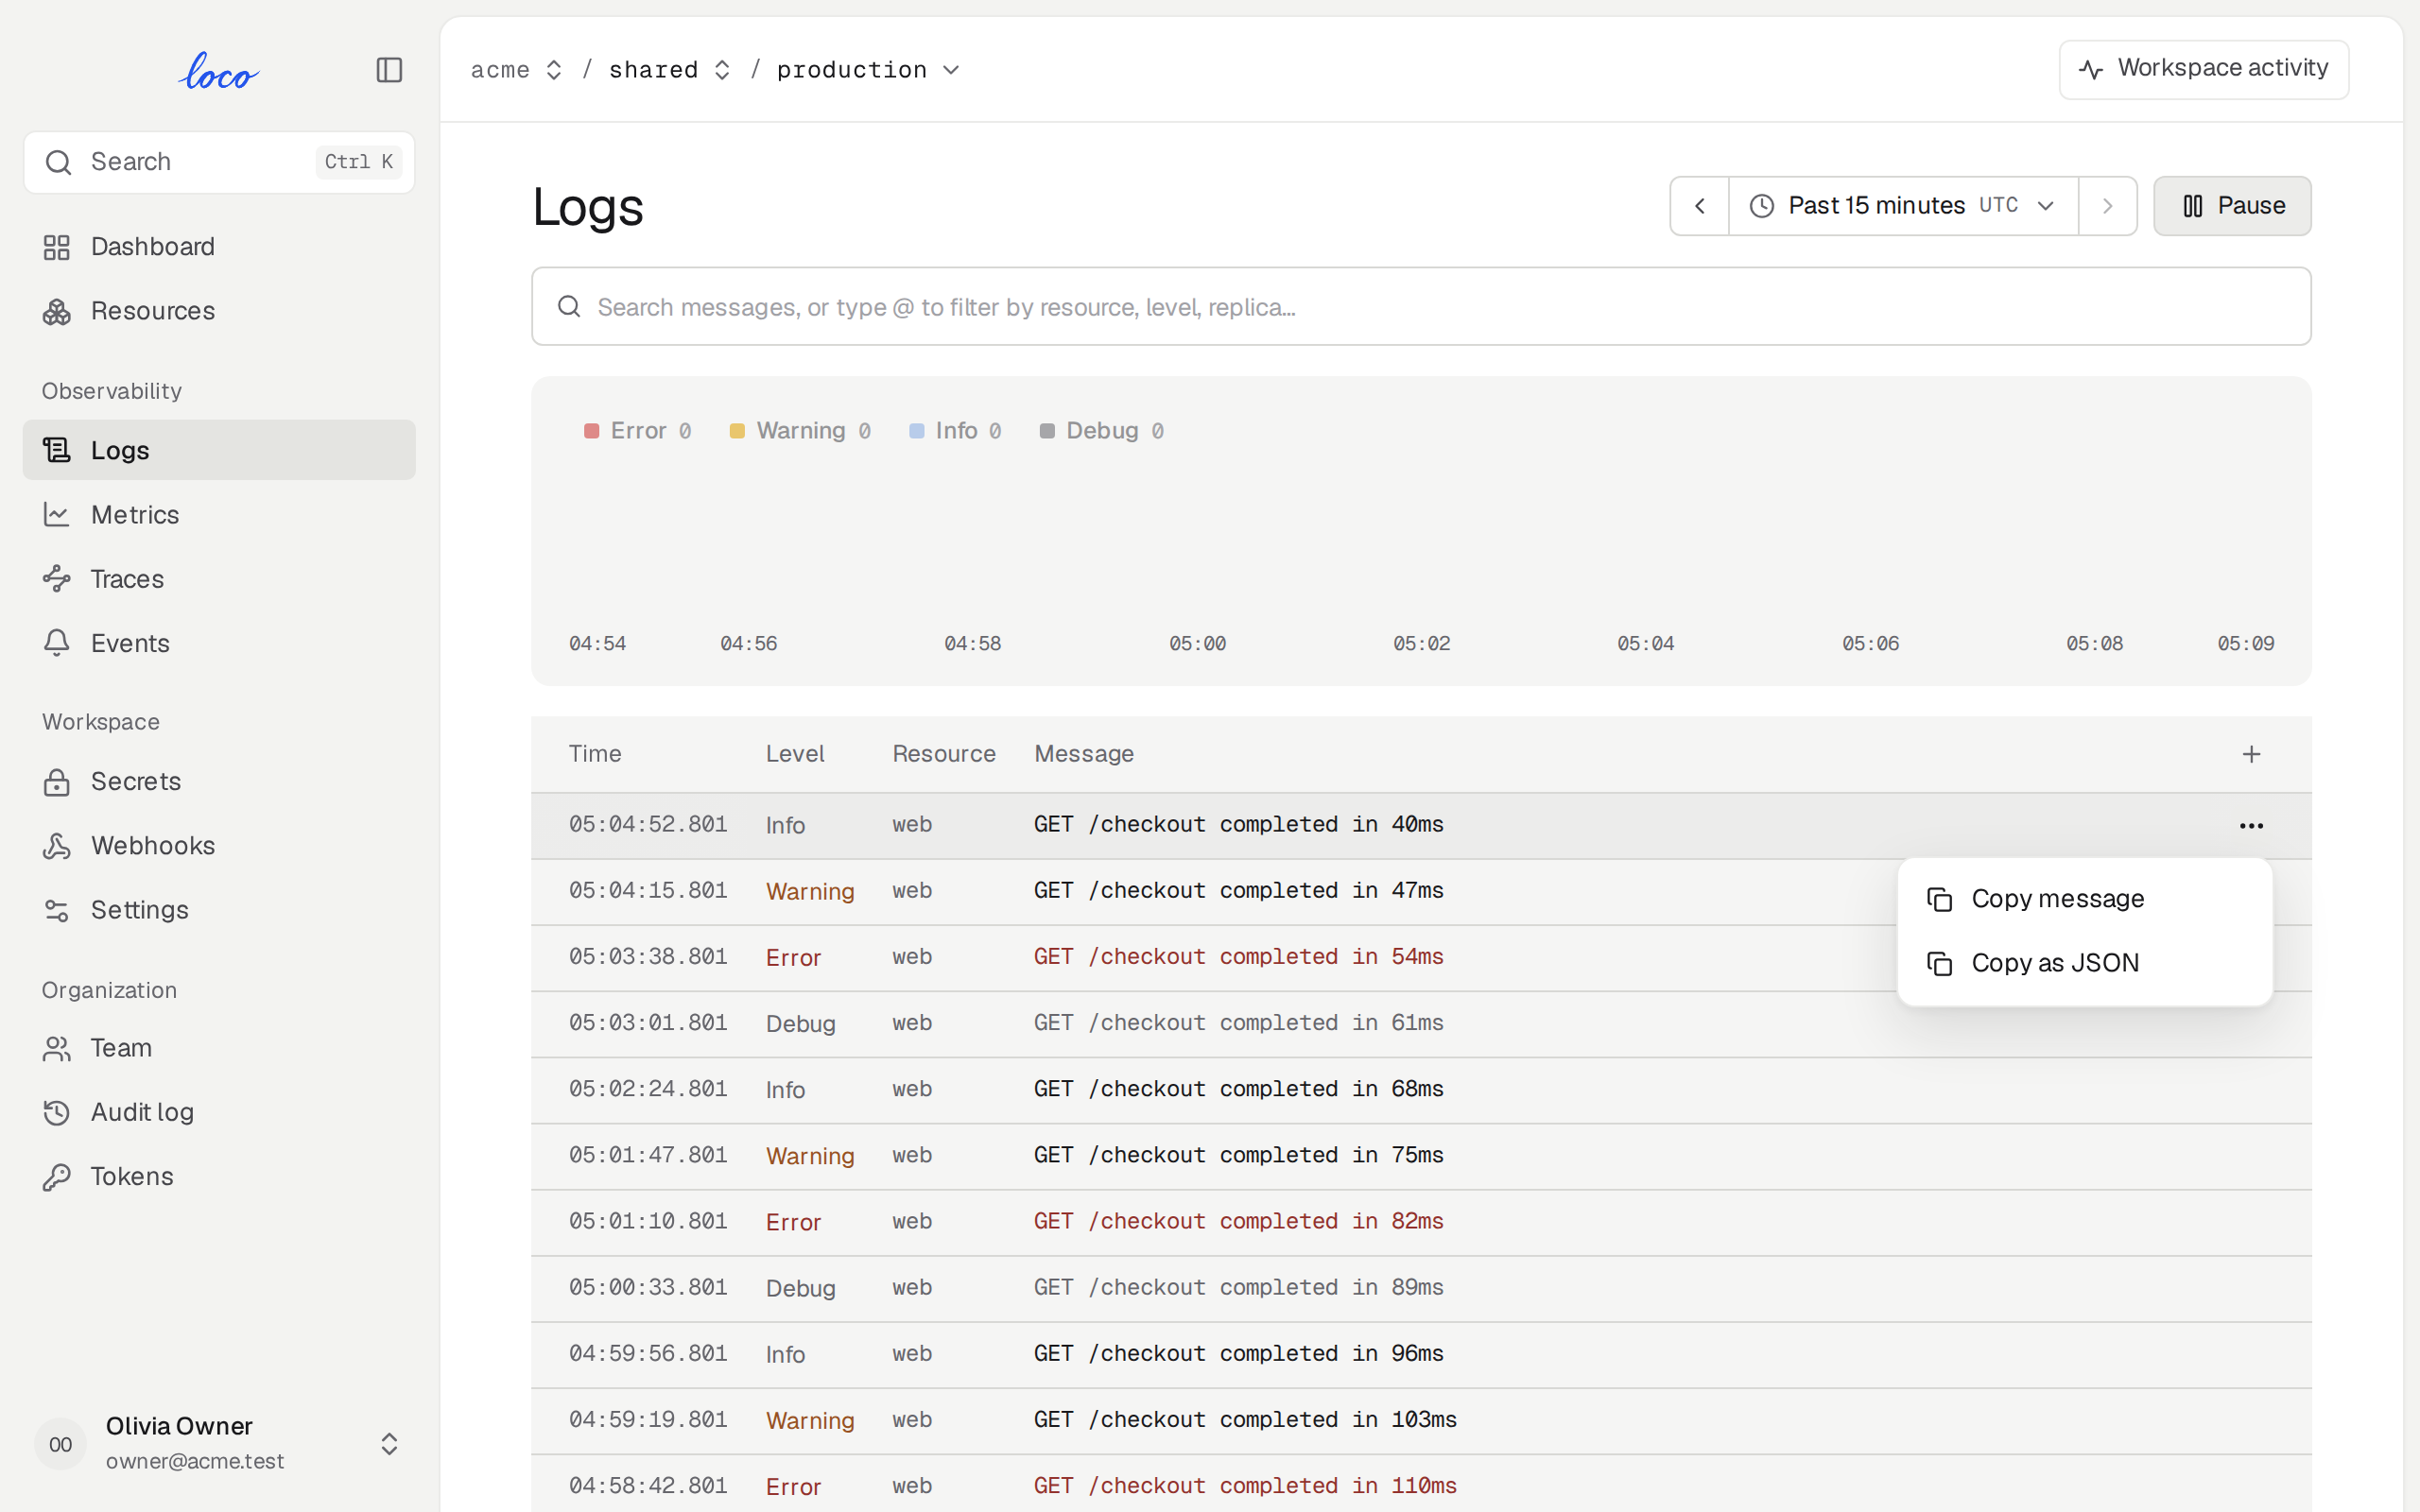 loco
Search Ctrl K
Dashboard
Resources
Observability
Logs
Metrics
Traces
Events
Workspace
Secrets
Webhooks
Settings
Organization
Team
Audit log
Tokens
OO
Olivia Owner
owner@acme.test
acme / shared / production
Workspace activity
Logs
Past 15 minutes UTC
Pause
Search messages, or type @ to filter by resource, level, replica...
Error 0 Warning 0 Info 0 Debug 0
04:54 04:56 04:58 05:00 05:02 05:04 05:06 05:08 05:09
Time Level Resource Message
05:04:52.801 Info web GET /checkout completed in 40ms
05:04:15.801 Warning web GET /checkout completed in 47ms
05:03:38.801 Error web GET /checkout completed in 54ms
05:03:01.801 Debug web GET /checkout completed in 61ms
05:02:24.801 Info web GET /checkout completed in 68ms
05:01:47.801 Warning web GET /checkout completed in 75ms
05:01:10.801 Error web GET /checkout completed in 82ms
05:00:33.801 Debug web GET /checkout completed in 89ms
04:59:56.801 Info web GET /checkout completed in 96ms
04:59:19.801 Warning web GET /checkout completed in 103ms
04:58:42.801 Error web GET /checkout completed in 110ms
Copy message
Copy as JSON